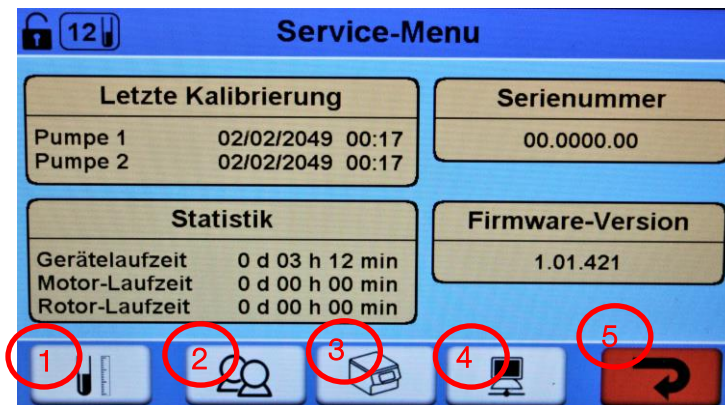 12
Service-Menu
Letzte Kalibrierung
Pumpe 1 02/02/2049 00:17
Pumpe 2 02/02/2049 00:17
Serienummer
00.0000.00
Statistik
Gerätelaufzeit 0 d 03 h 12 min
Motor-Laufzeit 0 d 00 h 00 min
Rotor-Laufzeit 0 d 00 h 00 min
Firmware-Version
1.01.421
1
2
3
4
5